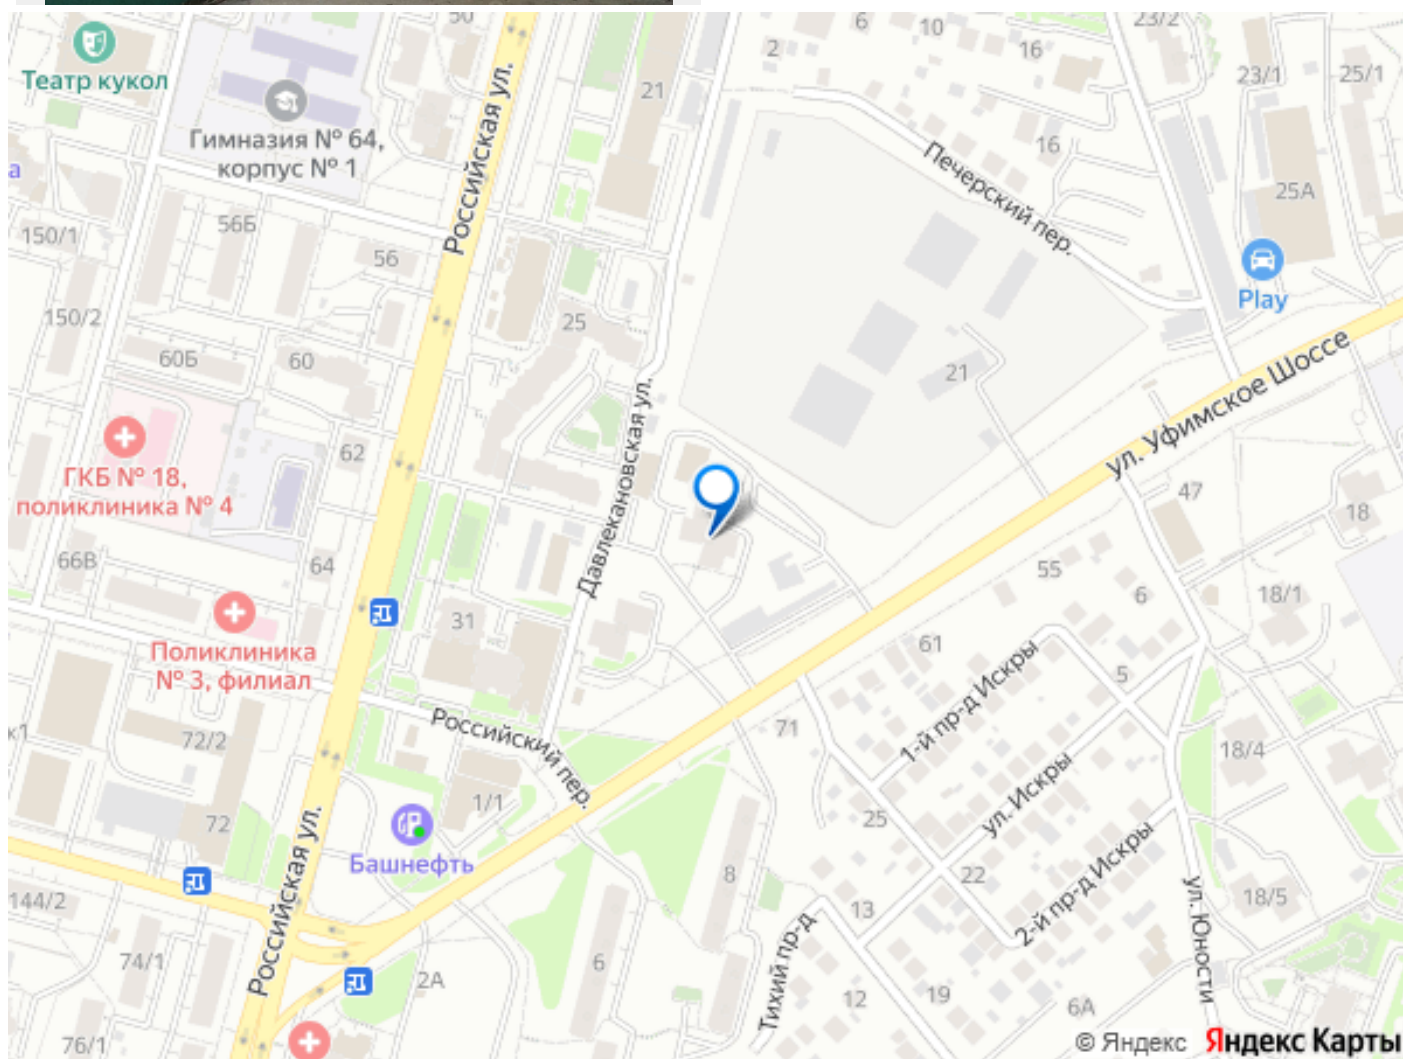 50
2
6
10
16
23/2
Театр кукол
21
23/1
25/1
Гимназия № 64,
корпус № 1
Российская ул.
16
Печерский пер.
25А
а
150/1
56Б
56
Play
150/2
25
60Б
60
21
ул. Уфимское Шоссе
62
Давлекановская ул.
ГКБ № 18,
поликлиника № 4
47
18
66В
64
55
6
18/1
31
61
Поликлиника
№ 3, филиал
1-й пр-д Искры
5
к1
72/2
Российский пер.
71
18/4
ул. Искры
72
1/1
25
Башнефть
8
22
2-й пр-д Искры
Российская ул.
144/2
13
ул. Юности
18/5
74/1
2А
6
Тихий пр-д
12
19
6А
76/1
© Яндекс Яндекс Карты